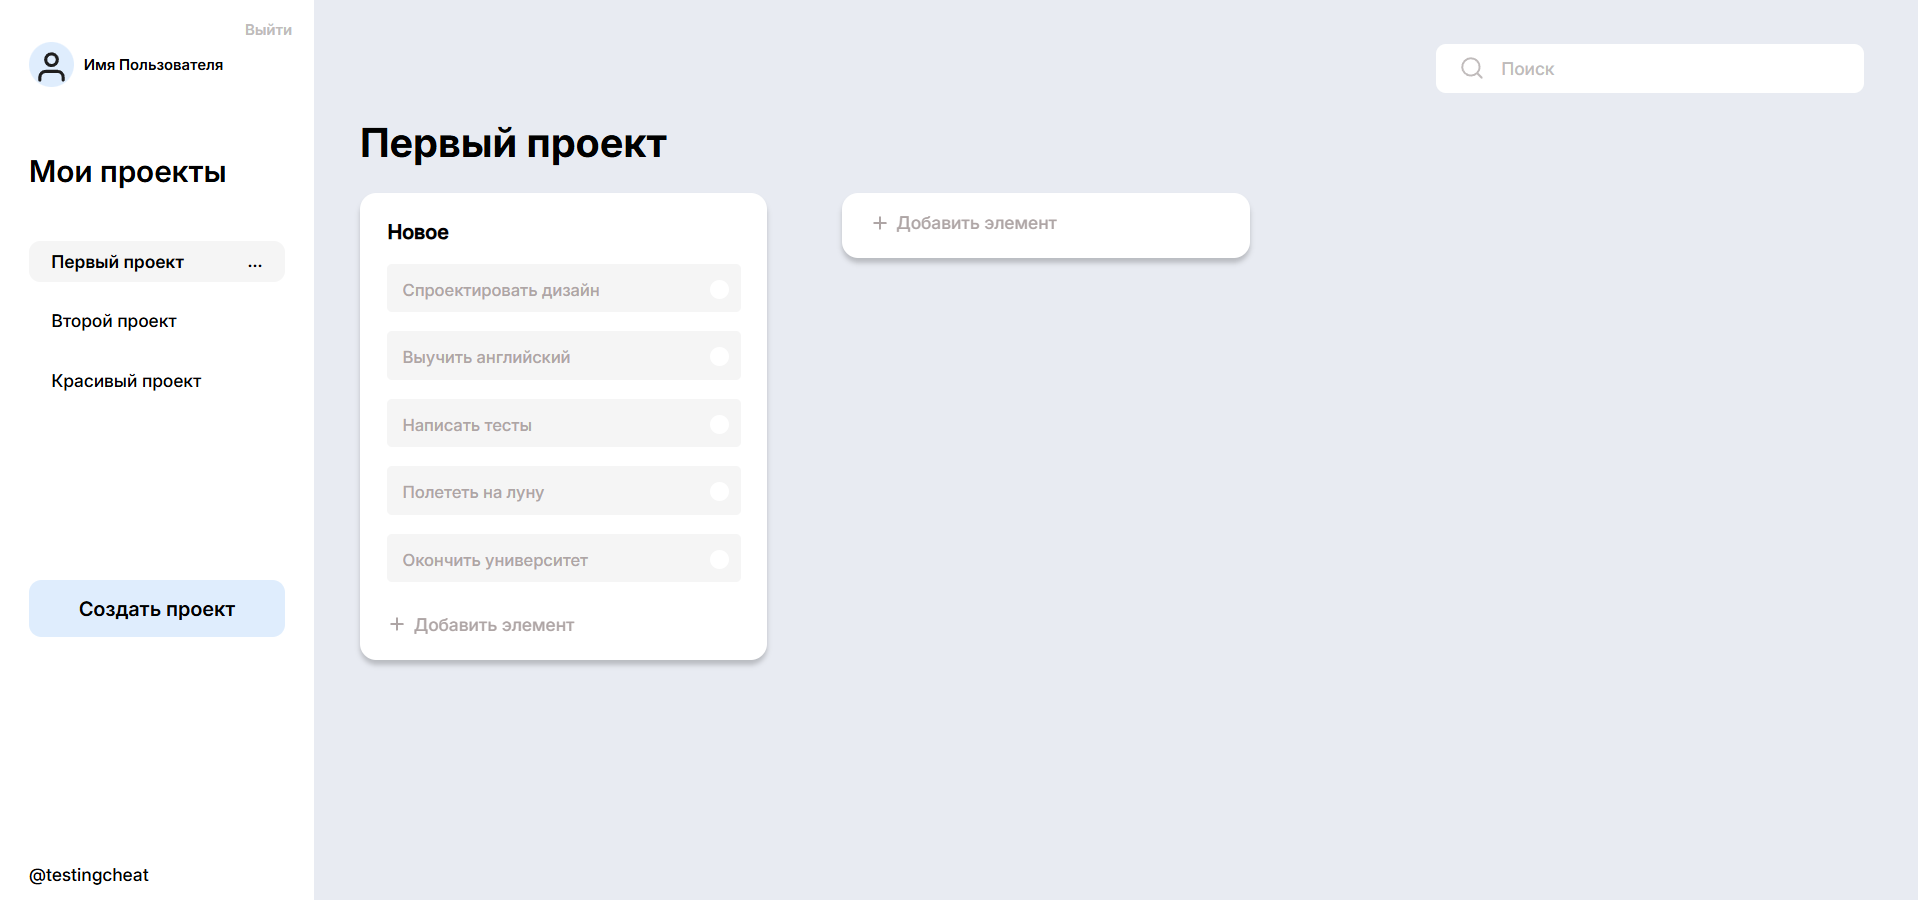 Выйти
Имя Пользователя
Мои проекты
Первый проект ...
Второй проект
Красивый проект
Создать проект
@testingcheat
Поиск
Первый проект
Новое
Спроектировать дизайн
Выучить английский
Написать тесты
Полететь на луну
Окончить университет
+ Добавить элемент
+ Добавить элемент